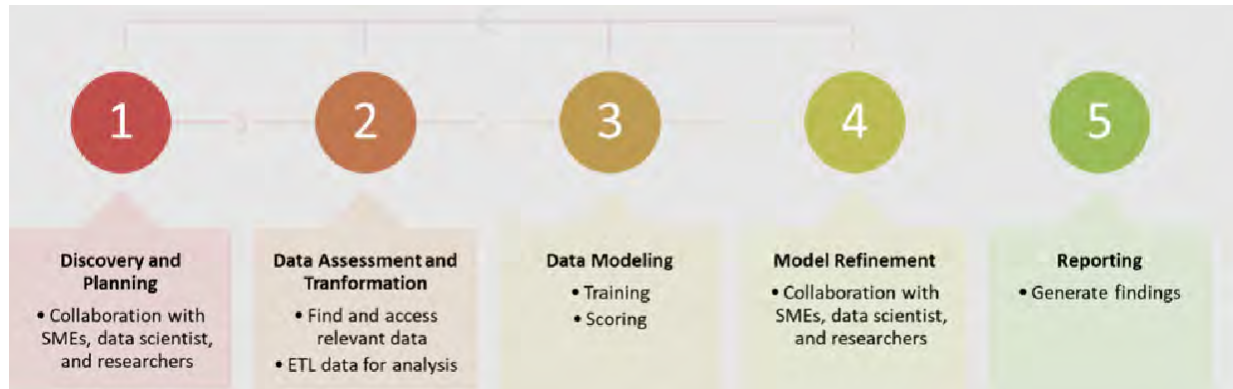 1
2
3
4
5
Discovery and
Planning
• Collaboration with
SMEs, data scientist,
and researchers
Data Assessment and
Tranformation
• Find and access
relevant data
• ETL data for analysis
Data Modeling
• Training
• Scoring
Model Refinement
• Collaboration with
SMEs, data scientist,
and researchers
Reporting
• Generate findings